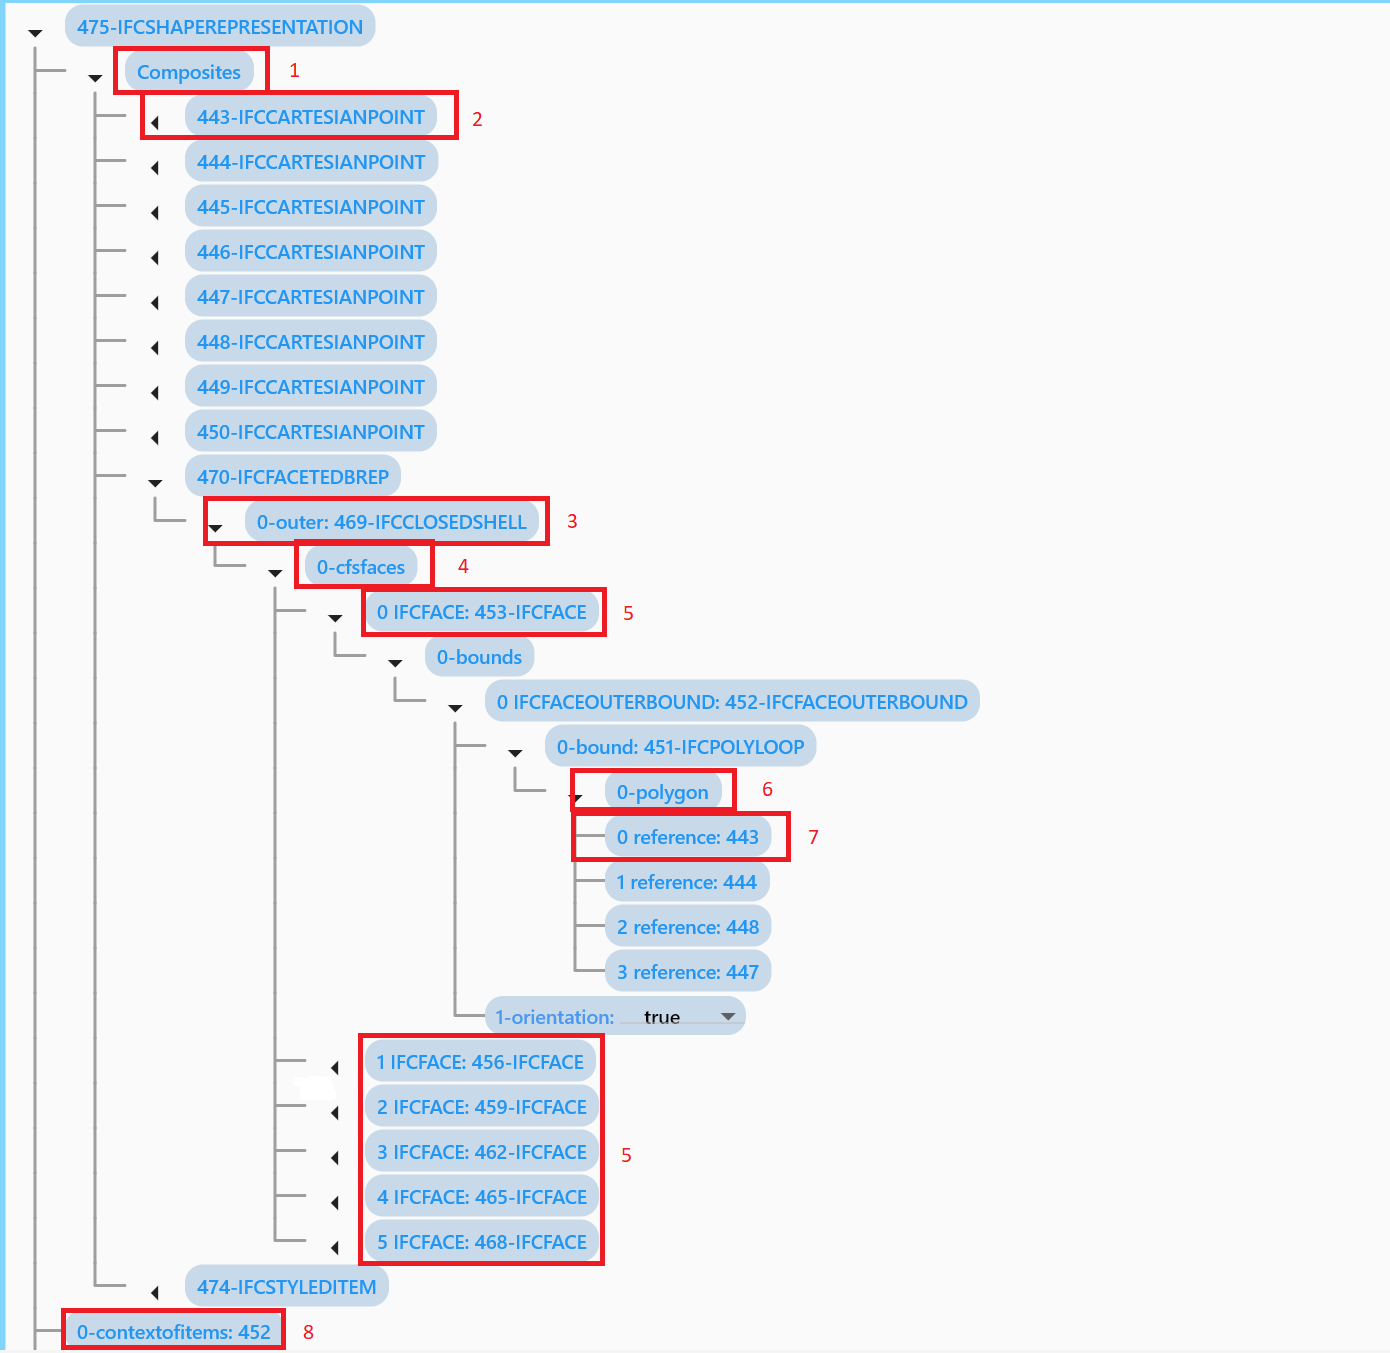 475-IFCSHAPEREPRESENTATION
Composites 1
443-IFCCARTESIANPOINT 2
444-IFCCARTESIANPOINT
445-IFCCARTESIANPOINT
446-IFCCARTESIANPOINT
447-IFCCARTESIANPOINT
448-IFCCARTESIANPOINT
449-IFCCARTESIANPOINT
450-IFCCARTESIANPOINT
470-IFCFACETEDBREP
0-outer: 469-IFCCLOSEDSHELL 3
0-cfsfaces 4
0 IFCFACE: 453-IFCFACE 5
0-bounds
0 IFCFACEOUTERBOUND: 452-IFCFACEOUTERBOUND
0-bound: 451-IFCPOLYLOOP
0-polygon 6
0 reference: 443 7
1 reference: 444
2 reference: 448
3 reference: 447
1-orientation: true
1 IFCFACE: 456-IFCFACE
2 IFCFACE: 459-IFCFACE
3 IFCFACE: 462-IFCFACE 5
4 IFCFACE: 465-IFCFACE
5 IFCFACE: 468-IFCFACE
474-IFCSTYLEDITEM
0-contextofitems: 452 8